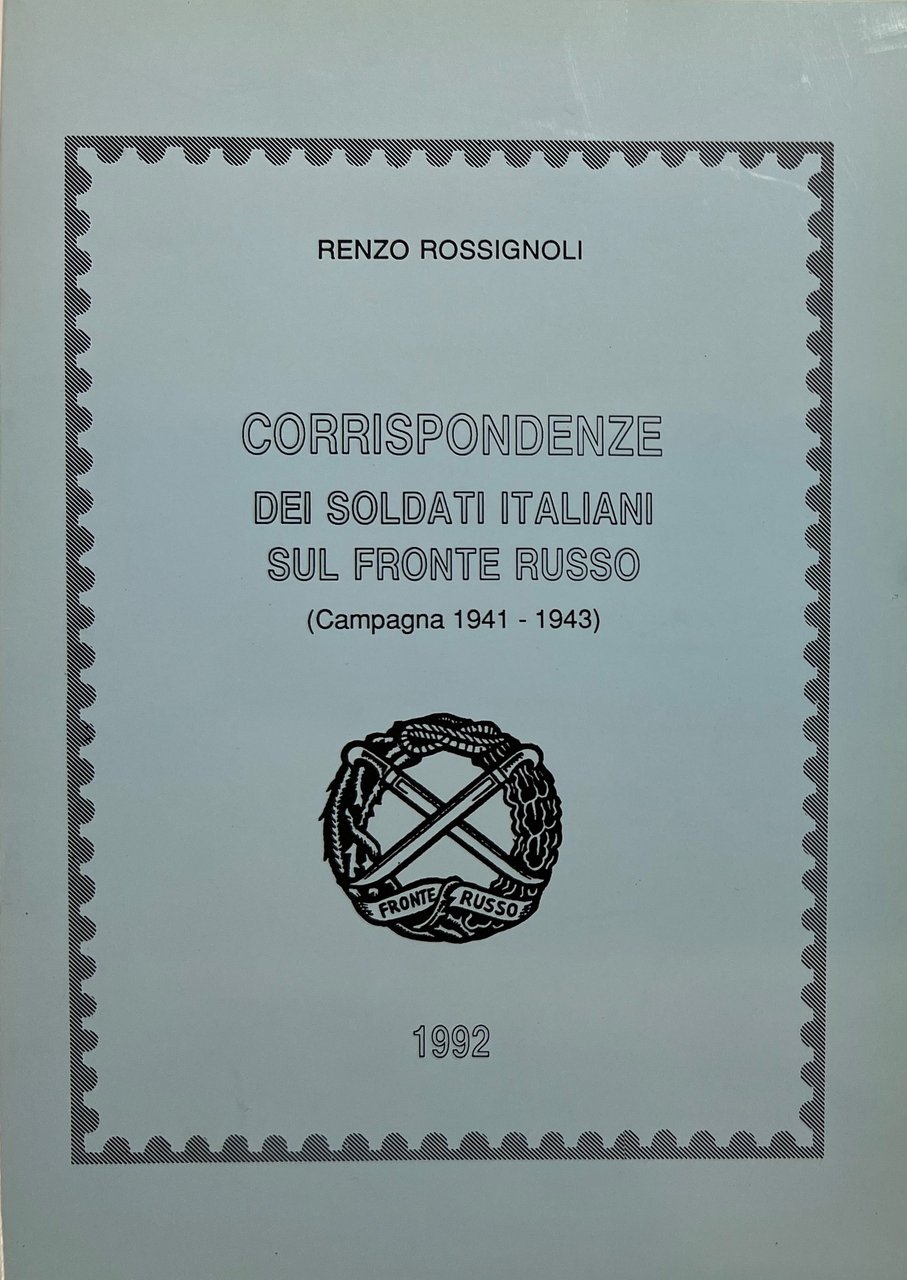 RENZO ROSSIGNOLI
CORRISPONDENZE
DEI SOLDATI ITALIANI
SUL FRONTE RUSSO
(Campagna 1941 - 1943)
FRONTE RUSSO
1992